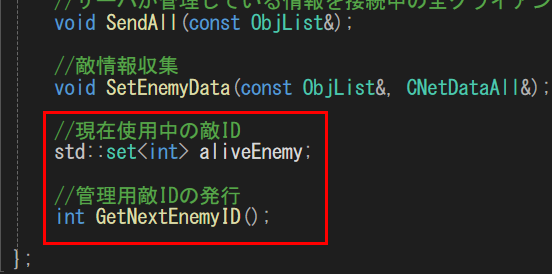 //サーバが管理している情報を接続中の全クライアン
void SendAll(const ObjList&);
//敵情報収集
void SetEnemyData(const ObjList&, CNetDataAll&);
//現在使用中の敵ID
std::set<int> aliveEnemy;
//管理用敵IDの発行
int GetNextEnemyID();
};